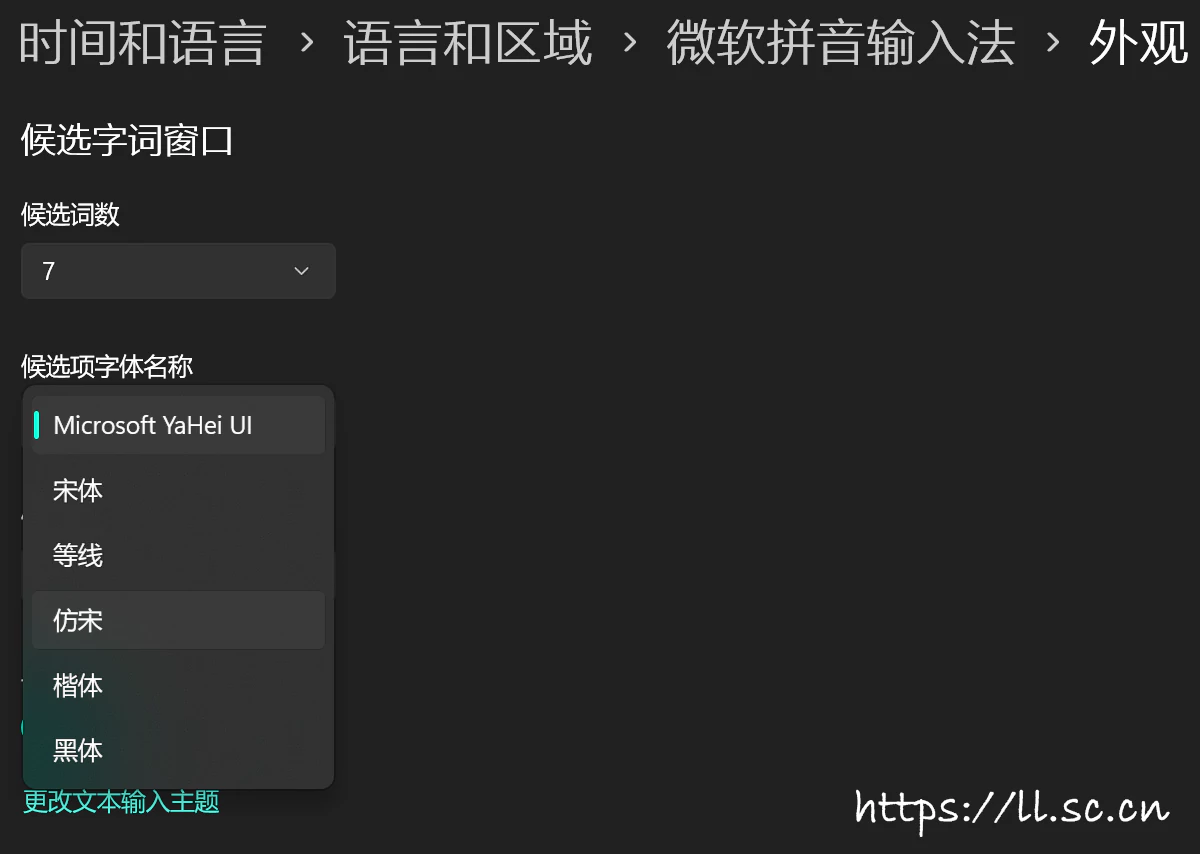 时间和语言 › 语言和区域 › 微软拼音输入法 › 外观
候选字词窗口
候选词数
7
候选项字体名称
Microsoft YaHei UI
宋体
等线
仿宋
楷体
黑体
更改文本输入主题
https://ll.sc.cn